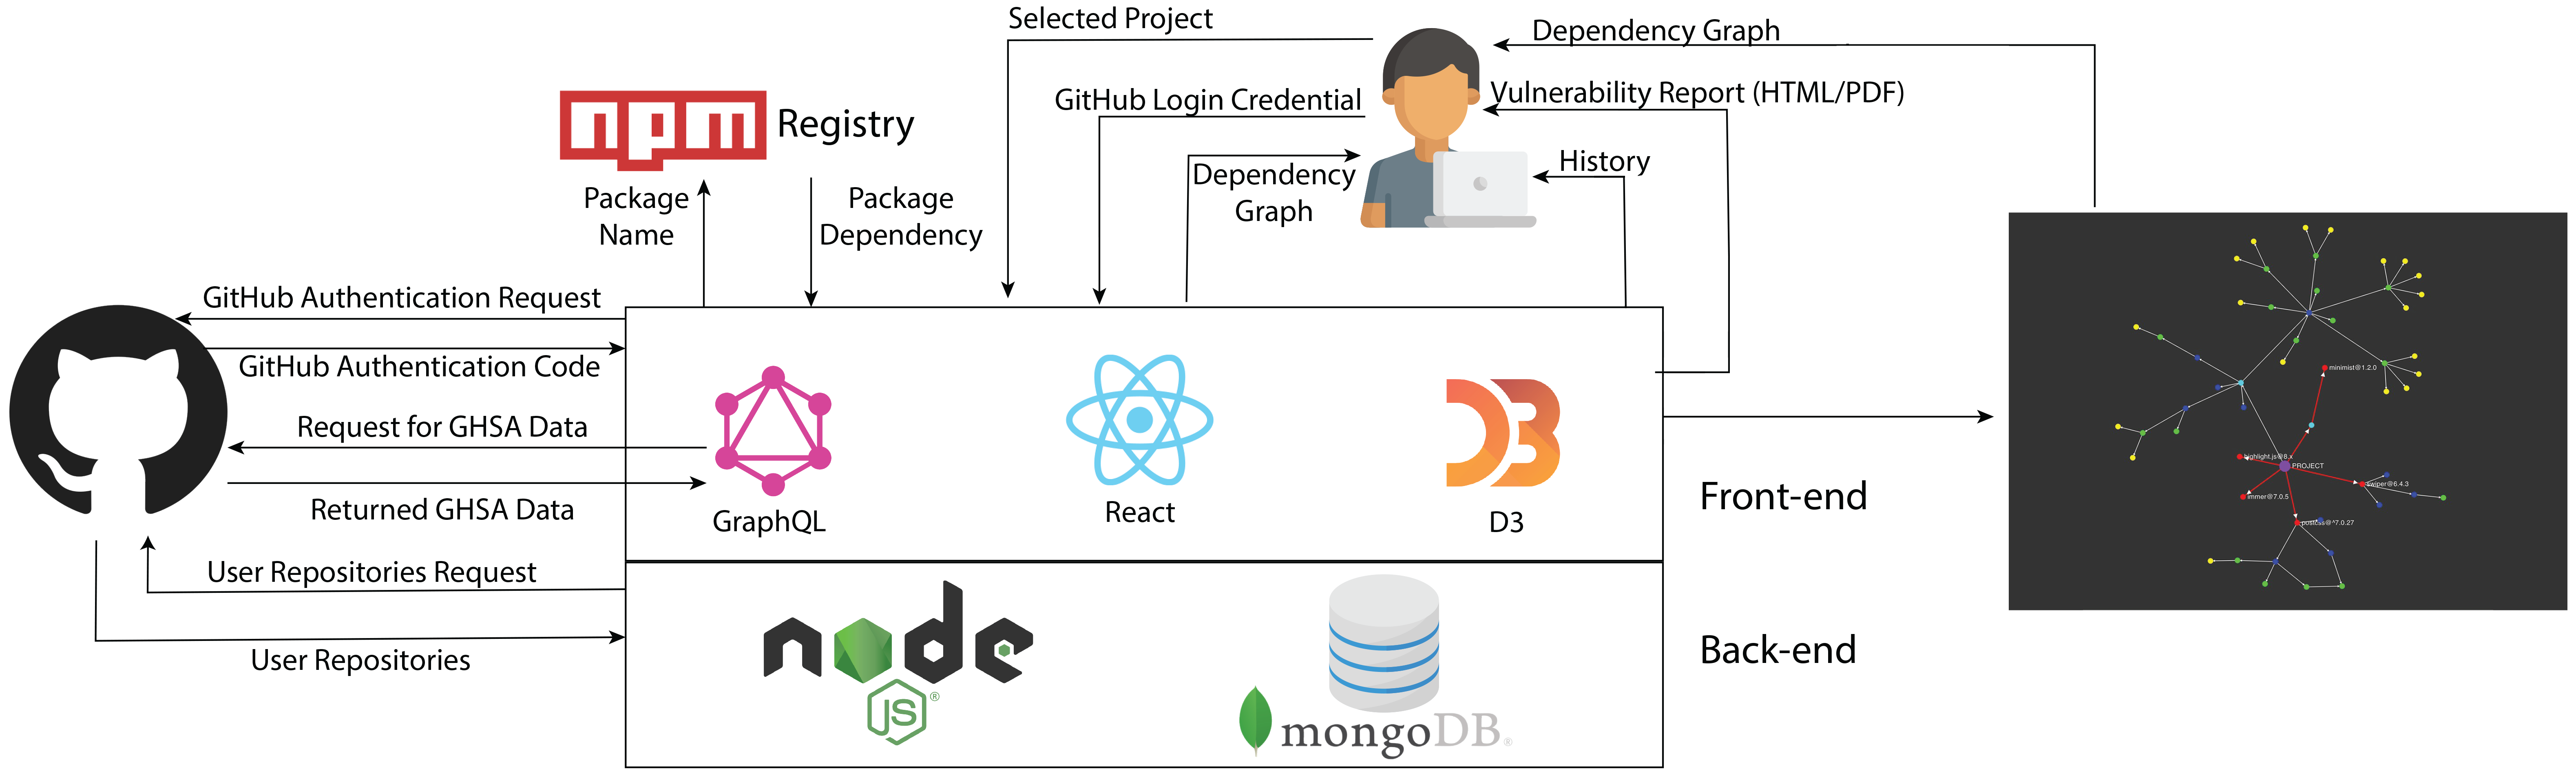 Selected Project
Dependency Graph
GitHub Login Credential
Vulnerability Report (HTML/PDF)
npm Registry
History
Dependency
Graph
Package
Name
Package
Dependency
GitHub Authentication Request
GitHub Authentication Code
Request for GHSA Data
Returned GHSA Data
User Repositories Request
User Repositories
GraphQL
React
D3
Front-end
node
JS®
mongoDB®
Back-end
minimist@1.2.0
highlight.js@8.x
PROJECT
swiper@6.4.3
immer@7.0.5
postcss@^7.0.27